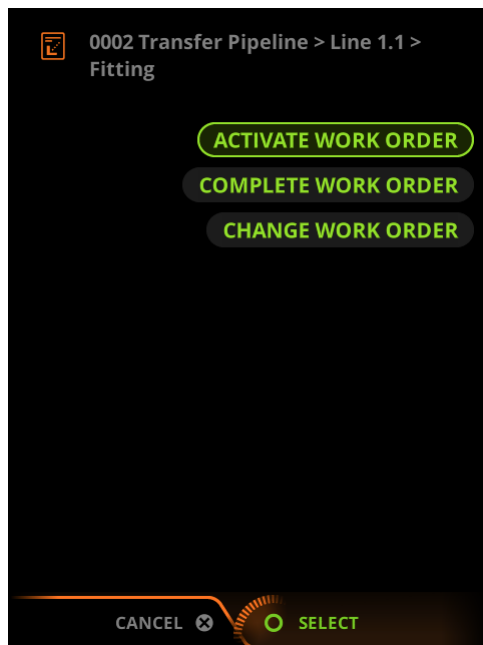 0002 Transfer Pipeline > Line 1.1 >
Fitting
ACTIVATE WORK ORDER
COMPLETE WORK ORDER
CHANGE WORK ORDER
CANCEL
SELECT